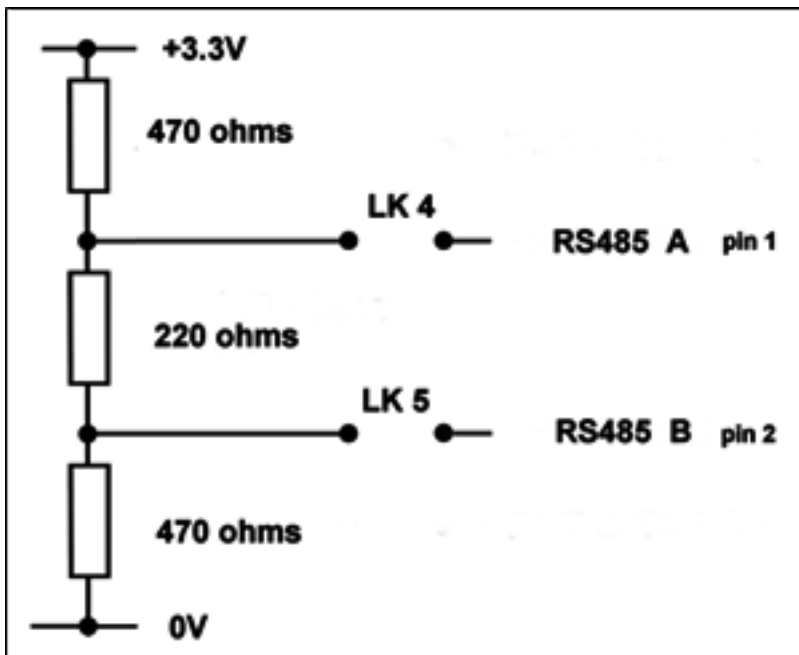 +3.3V
470 ohms
LK 4
RS485 A pin 1
220 ohms
LK 5
RS485 B pin 2
470 ohms
0V